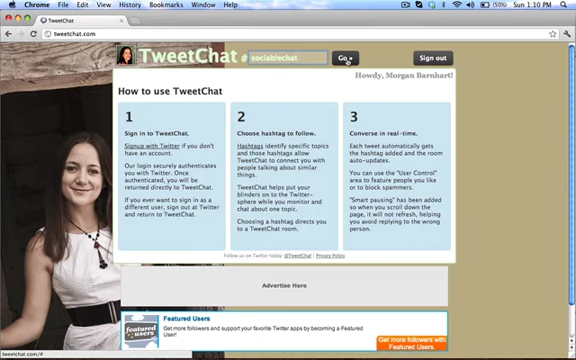 Chrome File Edit View History Bookmarks Window Help
(50%) Sun 1:10 PM
TweetChat
tweetchat.com
TweetChat # sociablechat Go » Sign out
Howdy, Morgan Barnhart!
How to use TweetChat
1
Sign in to TweetChat.
Signup with Twitter if you don't
have an account.
Our login securely authenticates
you with Twitter. Once
authenticated, you will be
returned directly to TweetChat.
If you ever want to sign in as a
different user, sign out at Twitter
and return to TweetChat.
2
Choose hashtag to follow.
Hashtags identify specific topics
and those hashtags allow
TweetChat to connect you with
people talking about similar
things.
TweetChat helps put your
blinders on to the Twitter-
sphere while you monitor and
chat about one topic.
Choosing a hashtag directs you
to a TweetChat room.
3
Converse in real-time.
Each tweet automatically gets
the hashtag added and the room
auto-updates.
You can use the "User Control"
area to feature people you like
or to block spammers.
"Smart pausing" has been added
so when you scroll down the
page, it will not refresh, helping
you avoid replying to the wrong
person.
Follow us on Twitter today: @TweetChat | Privacy Policy
Advertise Here
featured
users
Featured Users
Get more followers and support your favorite Twitter apps by becoming a Featured
User!
Get more followers
with Featured Users.
tweetchat.com/#